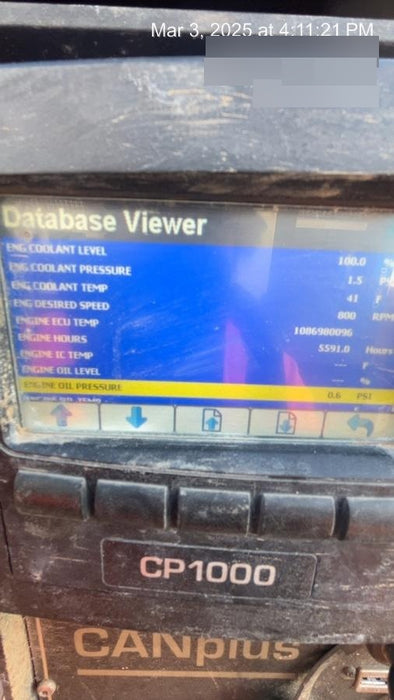 Mar 3, 2025 at 4:11:21 PM
Database Viewer
ENG COOLANT LEVEL 100.0 %
ENG COOLANT PRESSURE 1.5 PSI
ENG COOLANT TEMP 41 F
ENG DESIRED SPEED 800 RPM
ENGINE ECU TEMP 1086980096
ENGINE HOURS 5591.0 Hours
ENGINE IC TEMP --- F
ENGINE OIL LEVEL --- %
ENGINE OIL PRESSURE 0.6 PSI
CP1000
CANplus